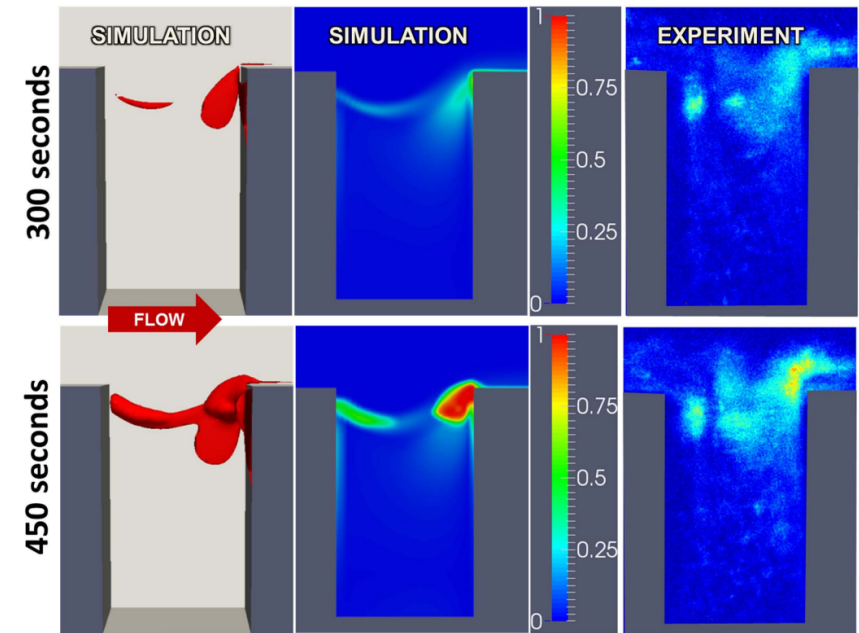 SIMULATION
SIMULATION
EXPERIMENT
300 seconds
1
0.75
0.5
0.25
0
FLOW
450 seconds
1
0.75
0.5
0.25
0